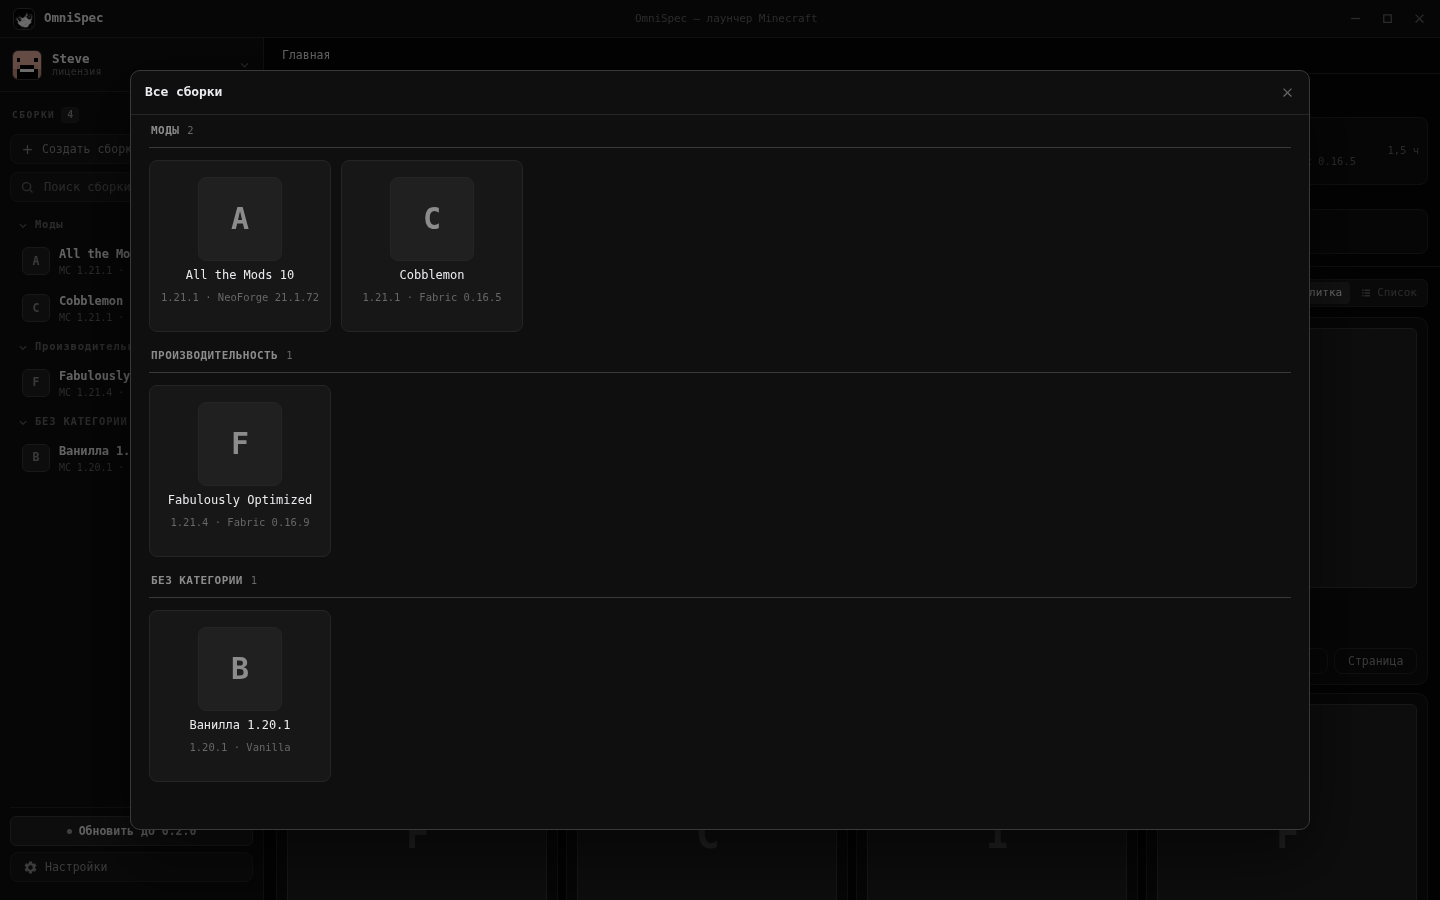 OmniSpec
OmniSpec — лаунчер Minecraft
Steve
лицензия
Главная
СБОРКИ 4
Создать сборк
Поиск сборки
Моды
A
All the Mo
MC 1.21.1 ·
C
Cobblemon
MC 1.21.1 ·
Производитель
F
Fabulously
MC 1.21.4 ·
БЕЗ КАТЕГОРИИ
В
Ванилла 1.
MC 1.20.1 ·
Обновить до 0.2.0
Настройки
Все сборки
МОДЫ 2
A
All the Mods 10
1.21.1 · NeoForge 21.1.72
C
Cobblemon
1.21.1 · Fabric 0.16.5
ПРОИЗВОДИТЕЛЬНОСТЬ 1
F
Fabulously Optimized
1.21.4 · Fabric 0.16.9
БЕЗ КАТЕГОРИИ 1
В
Ванилла 1.20.1
1.20.1 · Vanilla
0.16.5
1,5 ч
литка
Список
Страница
F
C
I
F